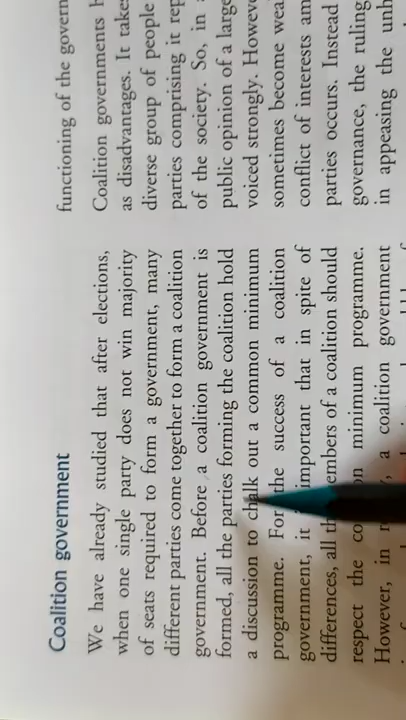 Coalition government
We have already studied that after elections,
when one single party does not win majority
of seats required to form a government, many
different parties come together to form a coalition
government. Before a coalition government is
formed, all the parties forming the coalition hold
a discussion to chalk out a common minimum
programme. For the success of a coalition
government, it important that in spite of
differences, all embers of a coalition should
respect the on minimum programme.
However, in a coalition government
functioning of the govern
Coalition governments h
as disadvantages. It takes
diverse group of people
parties comprising it rep
of the society. So, in
public opinion of a large
voiced strongly. Howeve
sometimes become wea
conflict of interests am
parties occurs. Instead
governance, the ruling
in appeasing the unh